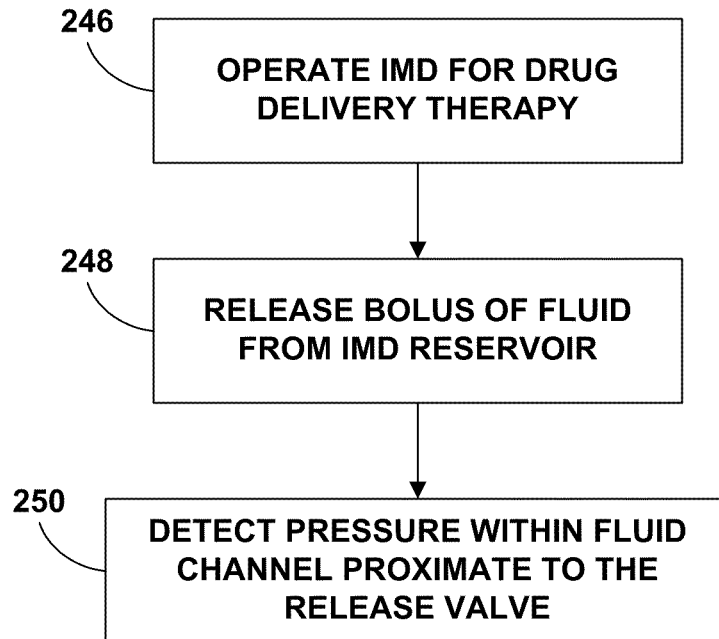 246
OPERATE IMD FOR DRUG
DELIVERY THERAPY
248
RELEASE BOLUS OF FLUID
FROM IMD RESERVOIR
250
DETECT PRESSURE WITHIN FLUID
CHANNEL PROXIMATE TO THE
RELEASE VALVE